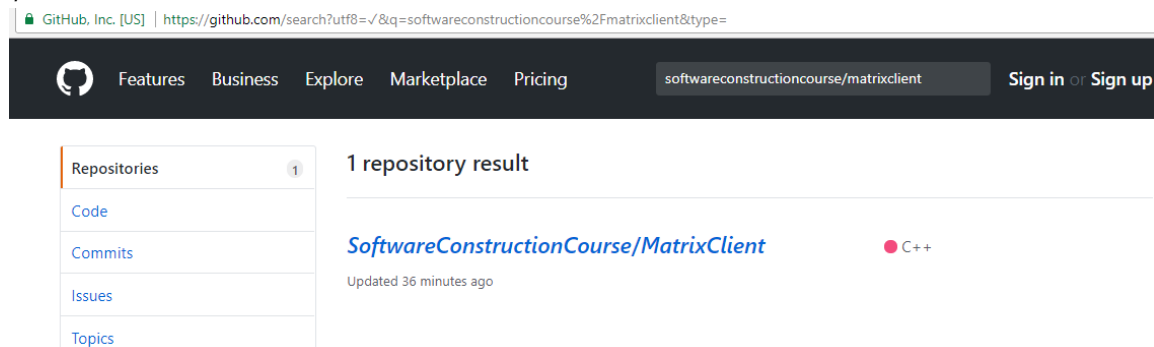 GitHub, Inc. [US] | https://github.com/search?utf8=✓&q=softwareconstructioncourse%2Fmatrixclient&type=
Features Business Explore Marketplace Pricing softwareconstructioncourse/matrixclient Sign in or Sign up
Repositories 1
1 repository result
Code
Commits
SoftwareConstructionCourse/MatrixClient C++
Updated 36 minutes ago
Issues
Topics